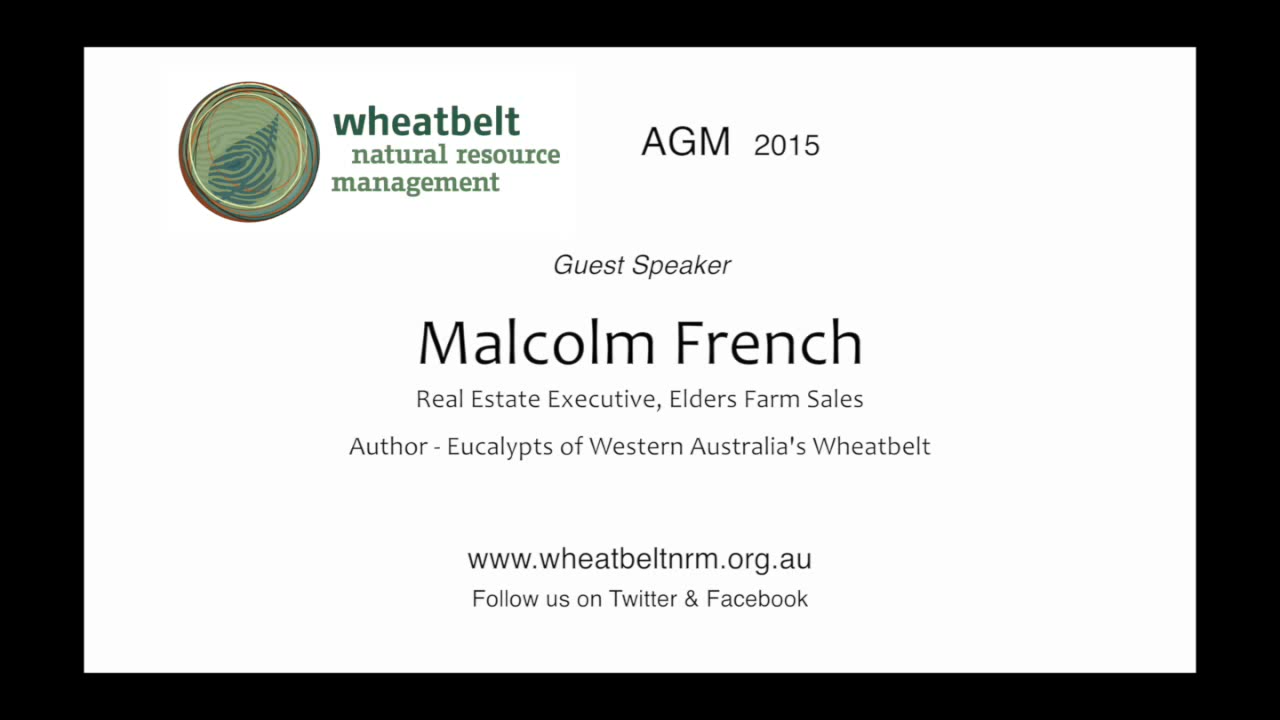 wheatbelt
natural resource
management
AGM 2015
Guest Speaker
Malcolm French
Real Estate Executive, Elders Farm Sales
Author - Eucalypts of Western Australia's Wheatbelt
www.wheatbeltnrm.org.au
Follow us on Twitter & Facebook